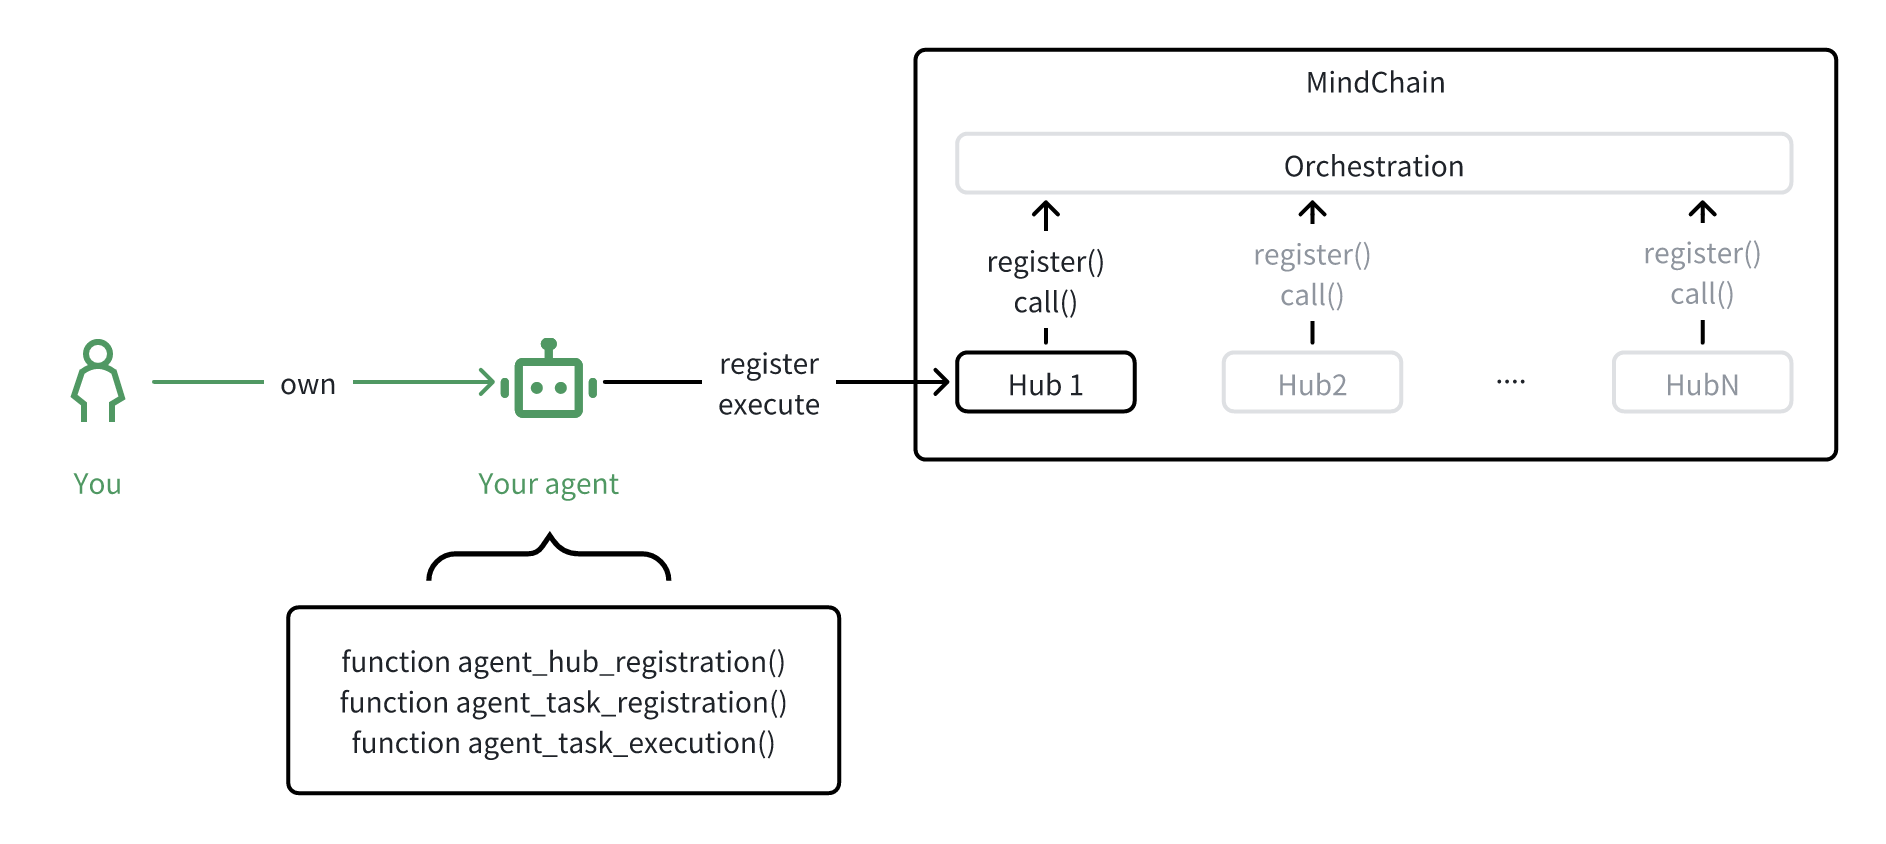 MindChain
Orchestration
register()
call()
register()
call()
register()
call()
own
register
execute
Hub 1
Hub2
....
HubN
You
Your agent
function agent_hub_registration()
function agent_task_registration()
function agent_task_execution()